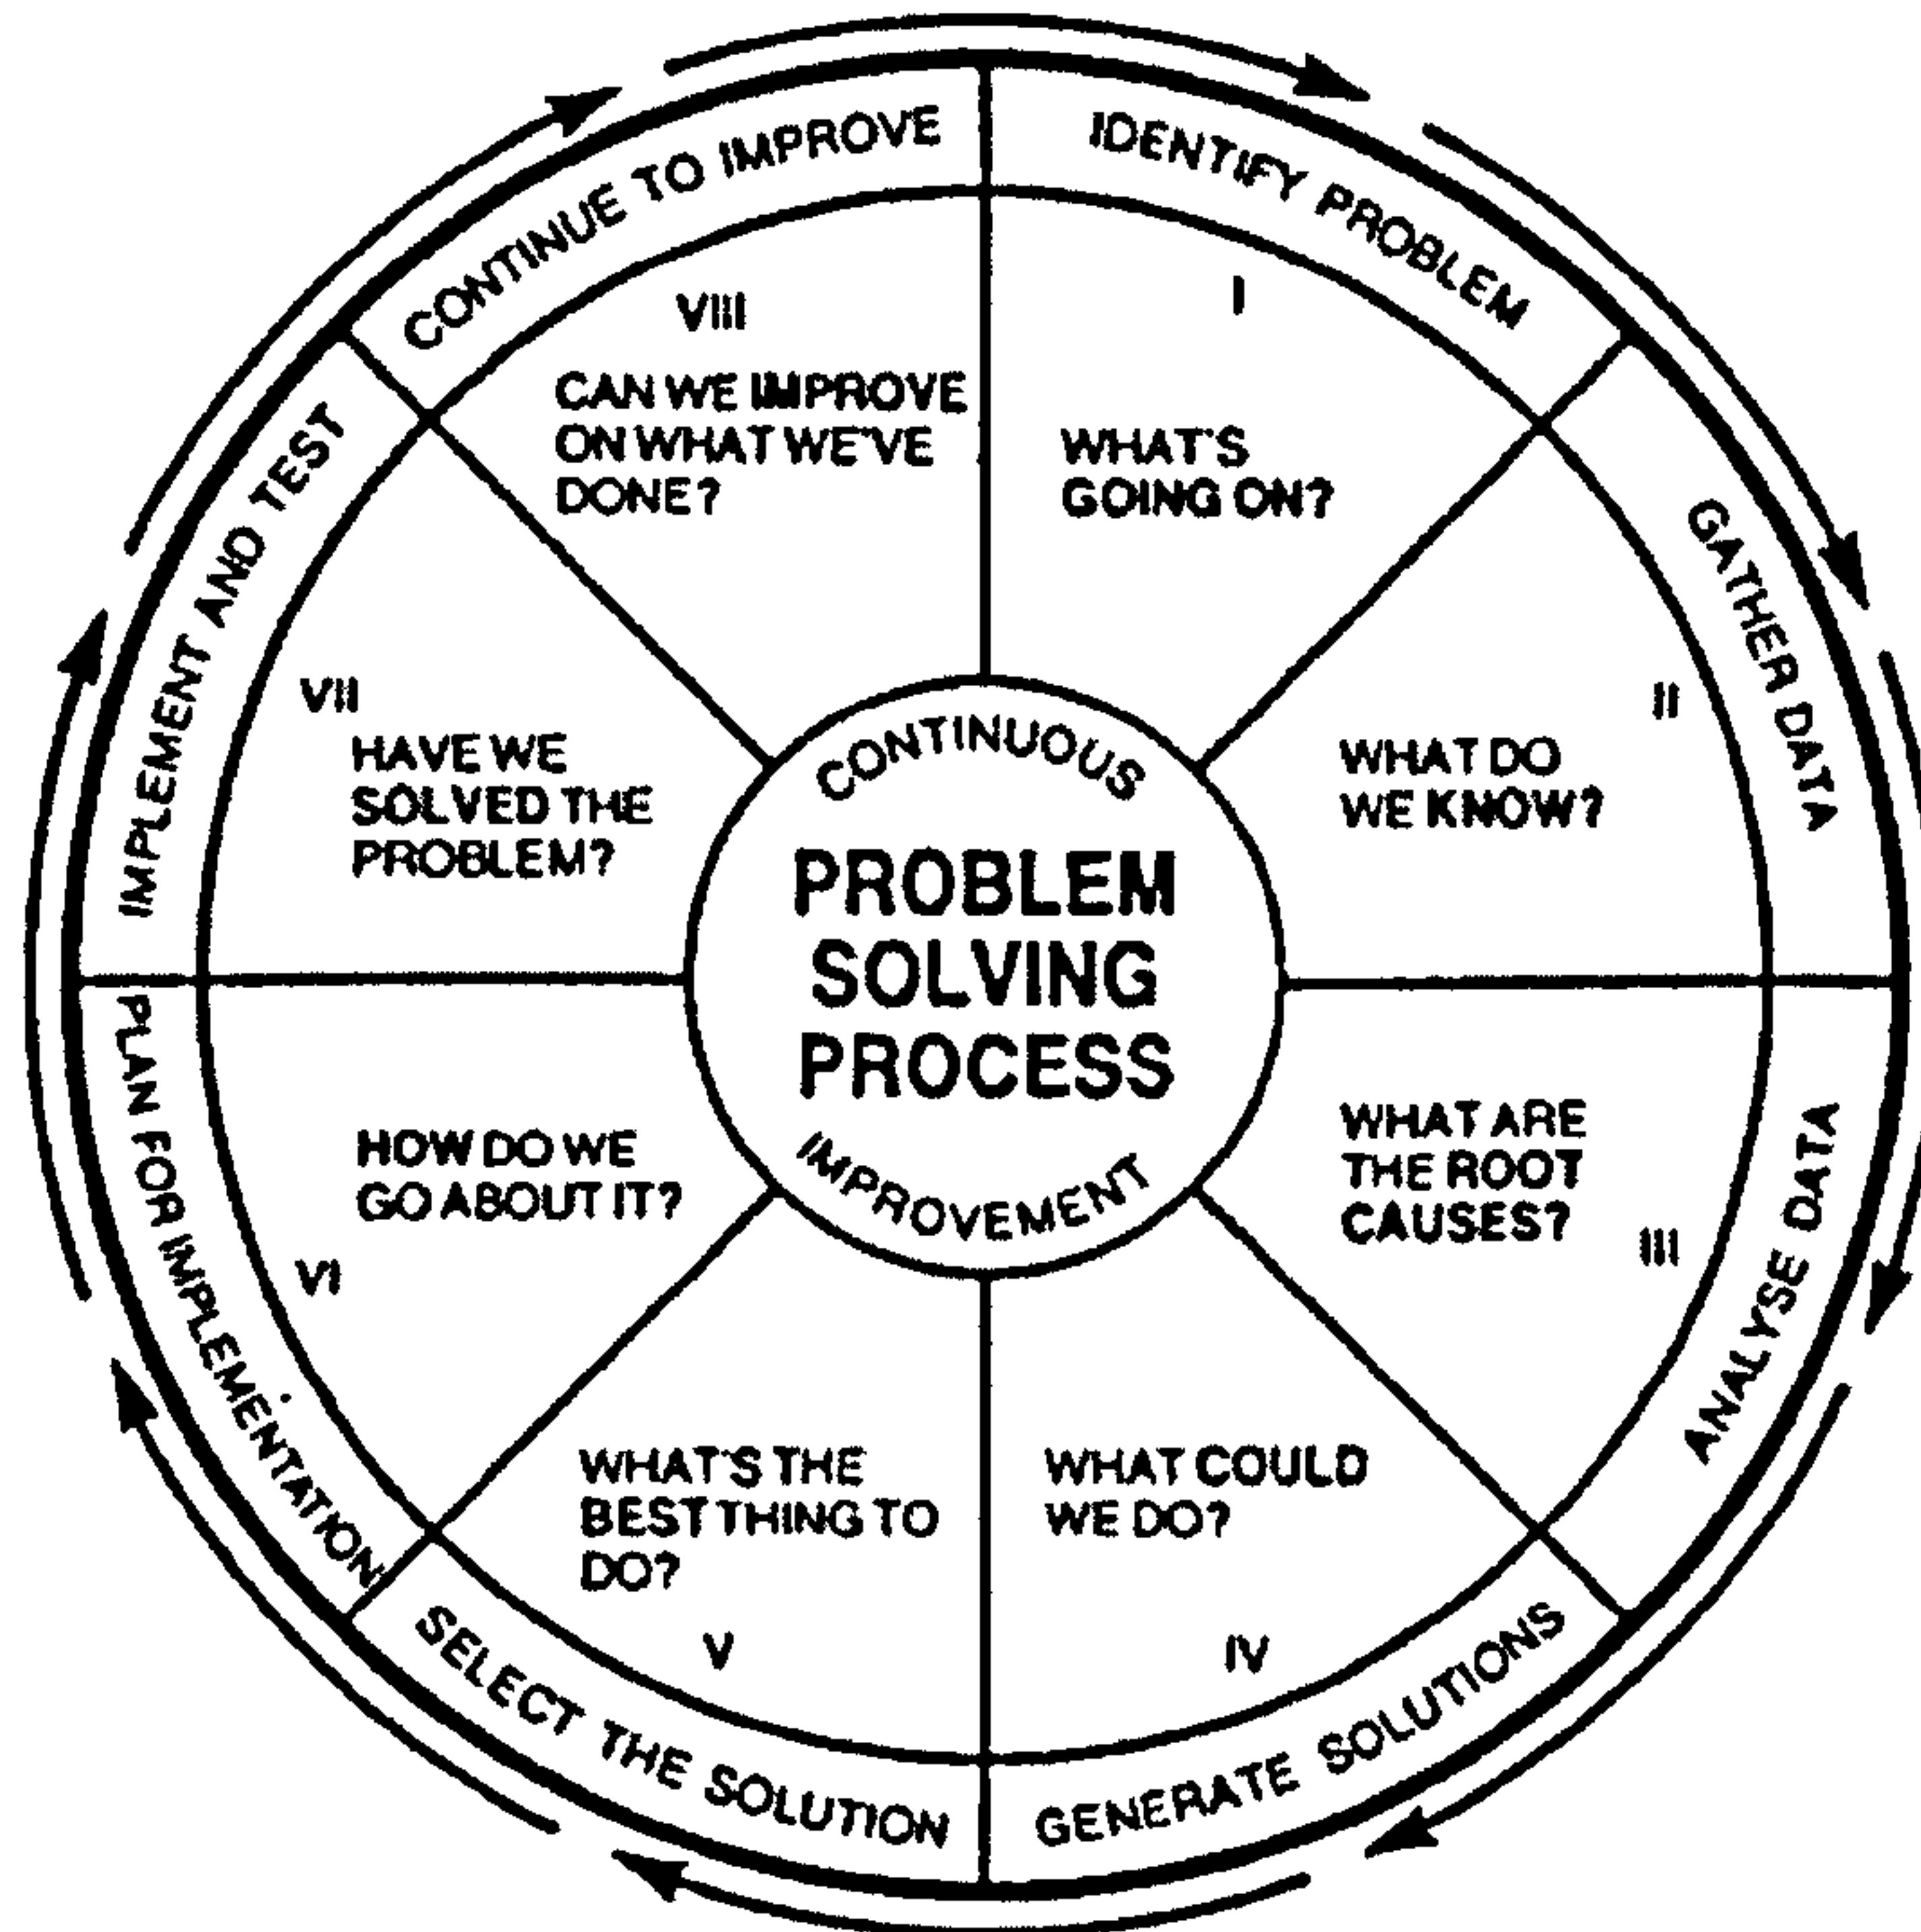 CONTINUOUS
PROBLEM
SOLVING
PROCESS
IMPROVEMENT
IDENTIFY PROBLEM
I
WHAT'S
GOING ON?
GATHER DATA
II
WHAT DO
WE KNOW?
ANALYSE DATA
WHAT ARE
THE ROOT
CAUSES?
III
GENERATE SOLUTIONS
WHAT COULD
WE DO?
IV
SELECT THE SOLUTION
WHAT'S THE
BEST THING TO
DO?
V
PLAN FOR IMPLEMENTATION
HOW DO WE
GO ABOUT IT?
VI
IMPLEMENT AND TEST
VII
HAVE WE
SOLVED THE
PROBLEM?
CONTINUE TO IMPROVE
VIII
CAN WE IMPROVE
ON WHAT WE'VE
DONE?